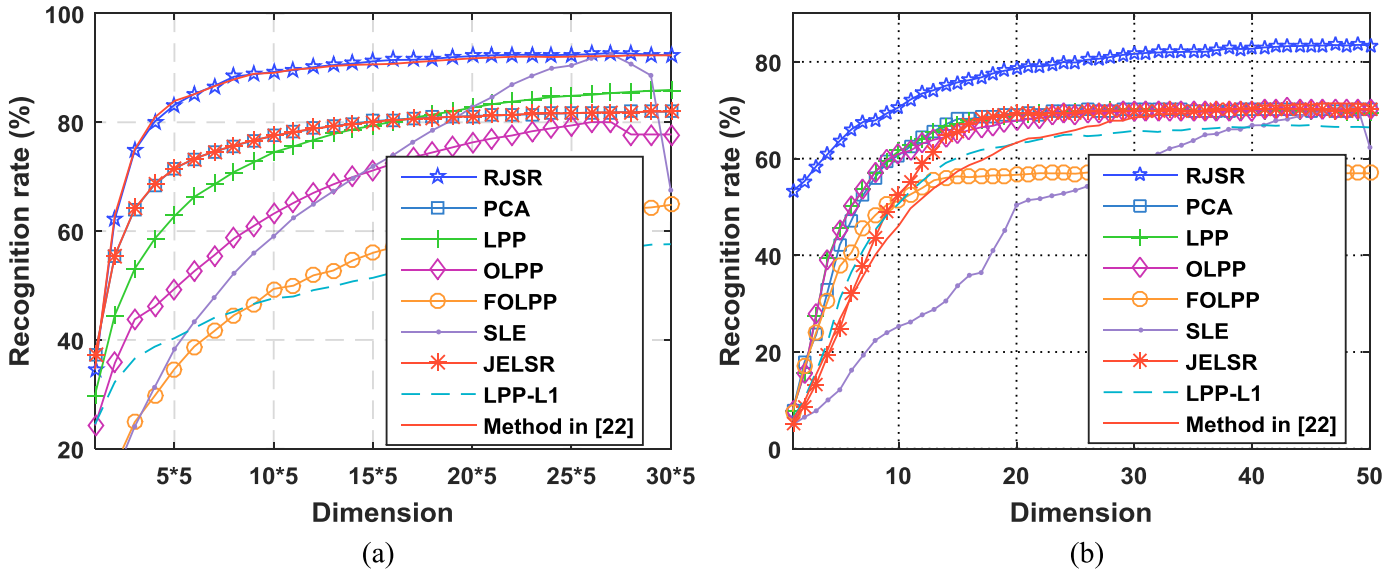 100
80
60
40
20
Recognition rate (%)
RJSR
PCA
LPP
OLPP
FOLPP
SLE
JELSR
LPP-L1
Method in [22]
5*5
10*5
15*5
20*5
25*5
30*5
Dimension
(a)
80
60
40
20
0
Recognition rate (%)
RJSR
PCA
LPP
OLPP
FOLPP
SLE
JELSR
LPP-L1
Method in [22]
10
20
30
40
50
Dimension
(b)